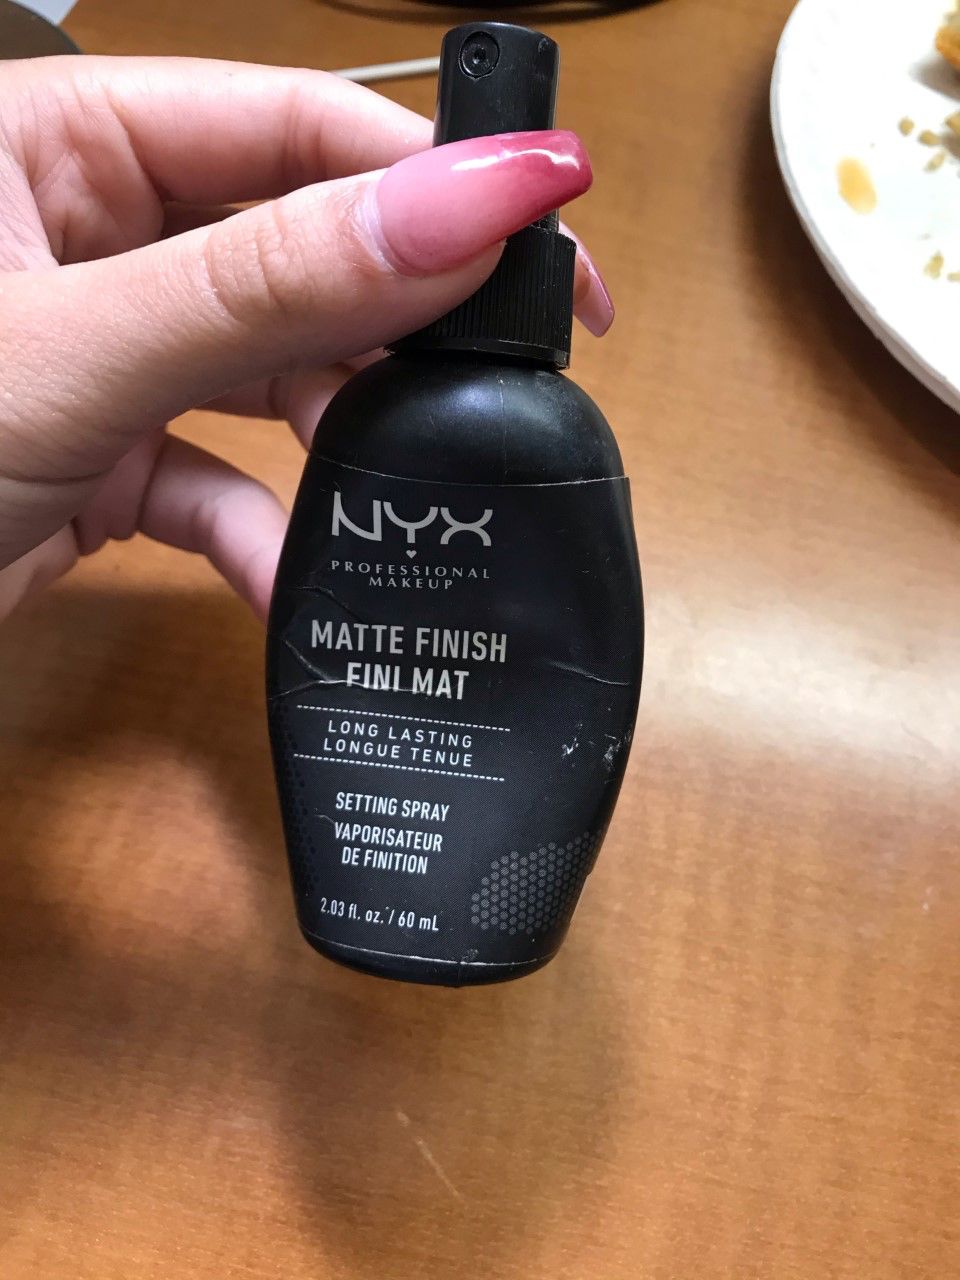 NYX
PROFESSIONAL
MAKEUP
MATTE FINISH
FINI MAT
LONG LASTING
LONGUE TENUE
SETTING SPRAY
VAPORISATEUR
DE FINITION
2.03 fl. oz. / 60 mL